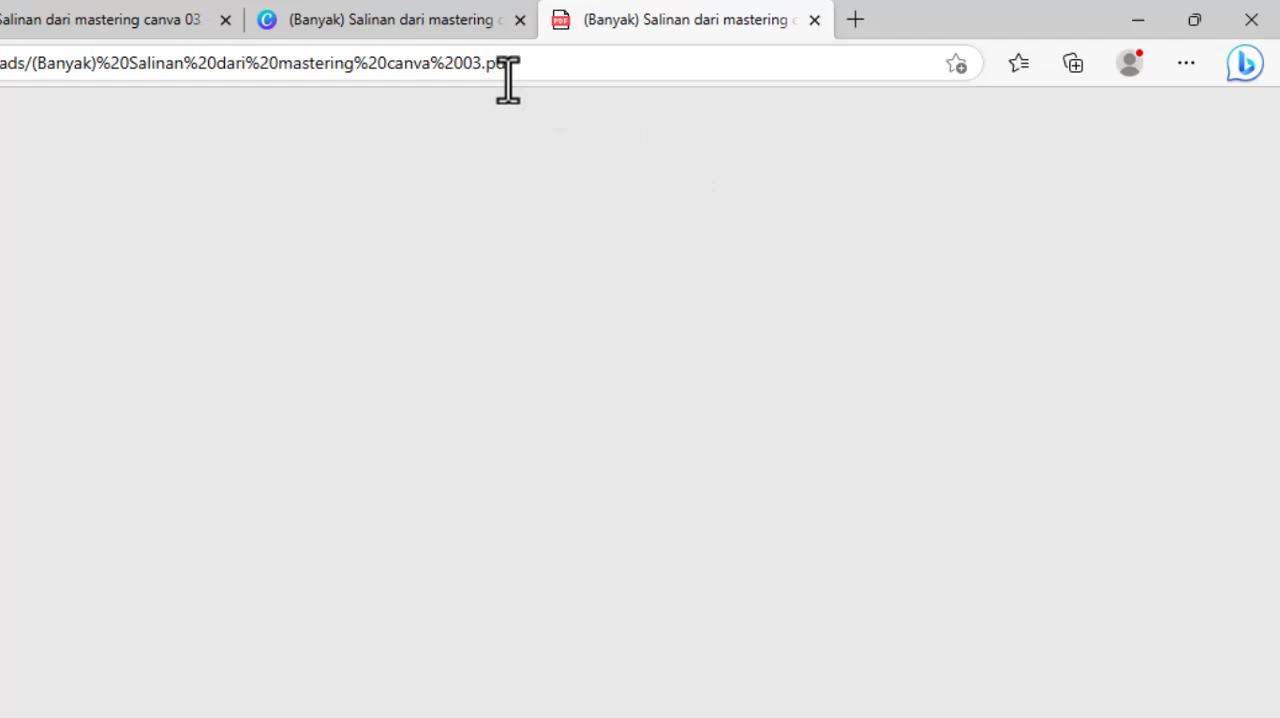 Salinan dari mastering canva 03
(Banyak) Salinan dari mastering
(Banyak) Salinan dari mastering
ads/(Banyak)%20Salinan%20dari%20mastering%20canva%2003.p